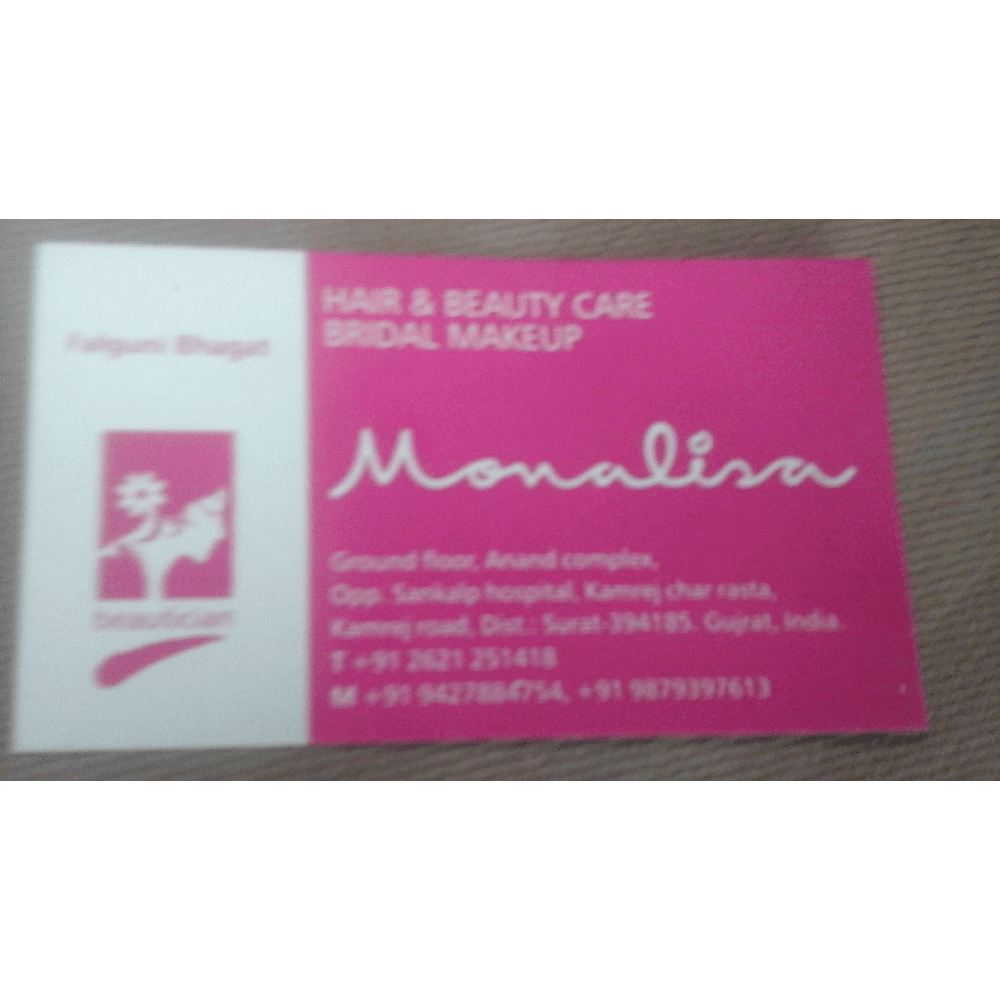 Falguni Bhagat
beautician
HAIR & BEAUTY CARE
BRIDAL MAKEUP
Monalisa
Ground floor, Anand complex,
Opp. Sankalp hospital, Kamrej char rasta,
Kamrej road, Dist.: Surat-394185. Gujrat, India.
T +91 2621 251418
M +91 9427884754, +91 9879397613